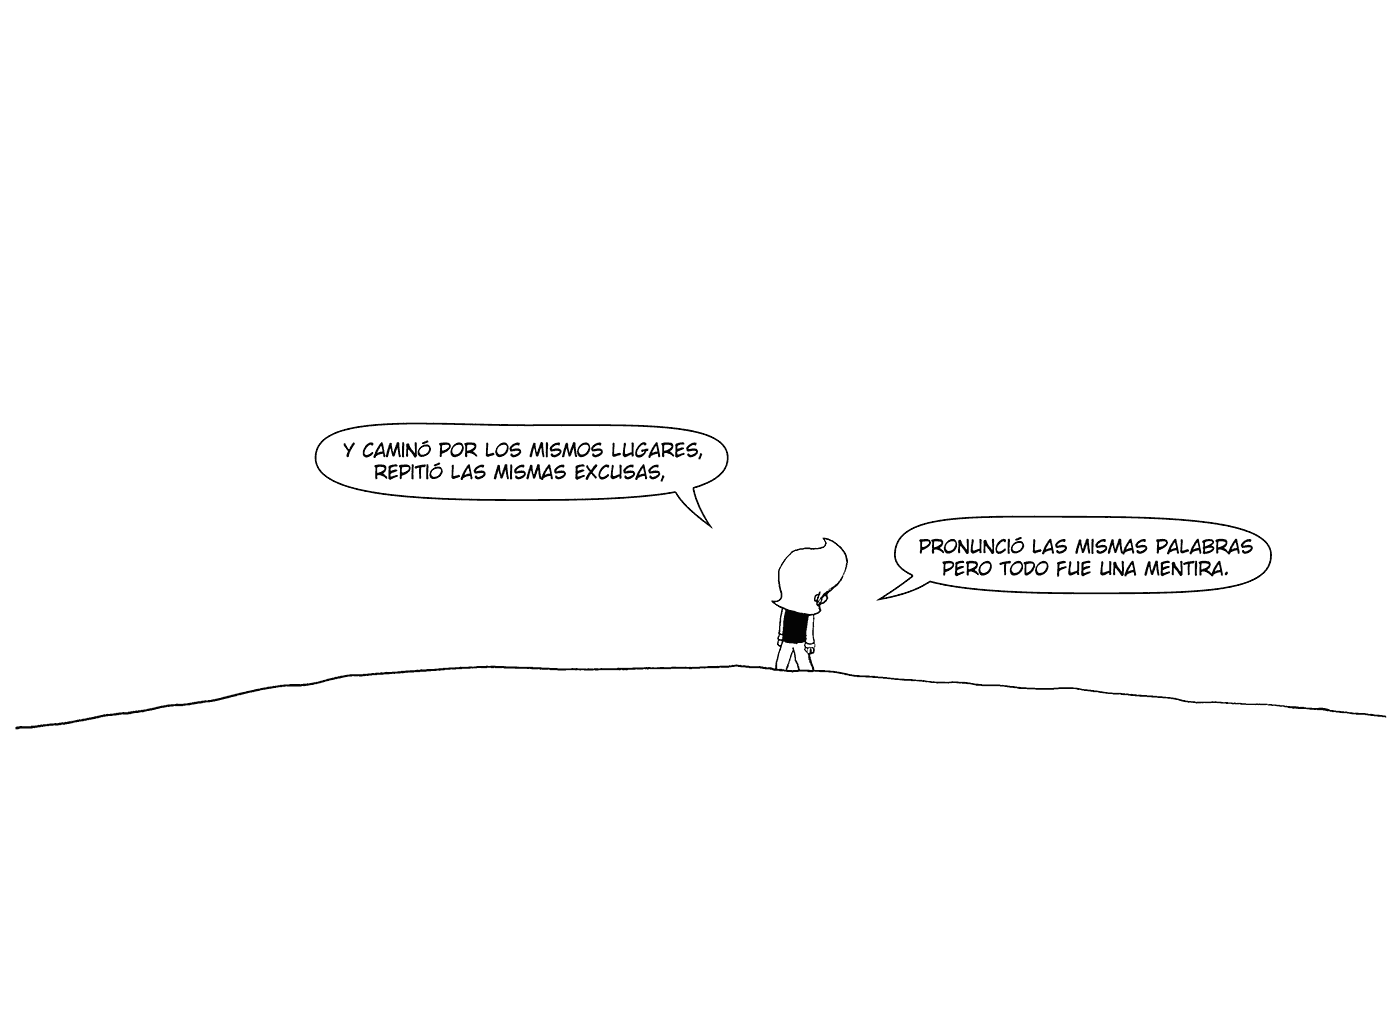 Y CAMINÓ POR LOS MISMOS LUGARES,
REPITIÓ LAS MISMAS EXCUSAS,
PRONUNCIÓ LAS MISMAS PALABRAS
PERO TODO FUE UNA MENTIRA.